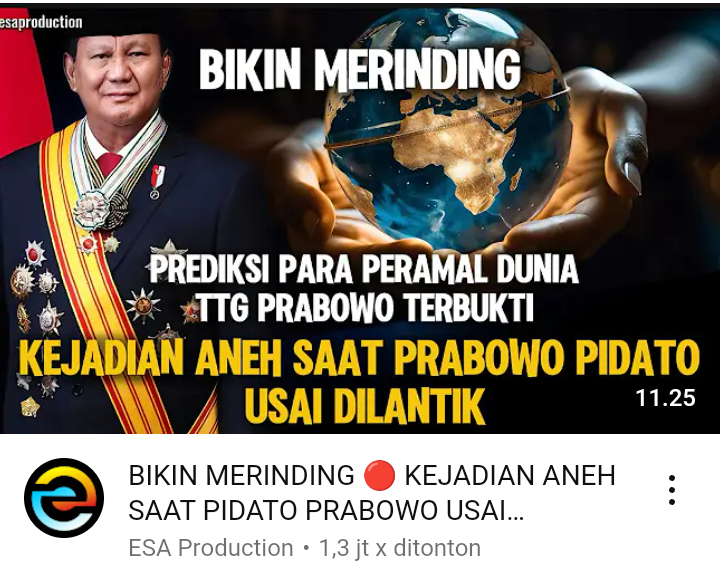 esaproduction
BIKIN MERINDING
PREDIKSI PARA PERAMAL DUNIA
TTG PRABOWO TERBUKTI
KEJADIAN ANEH SAAT PRABOWO PIDATO
USAI DILANTIK
11.25
BIKIN MERINDING 🔴 KEJADIAN ANEH
SAAT PIDATO PRABOWO USAI...
ESA Production • 1,3 jt x ditonton